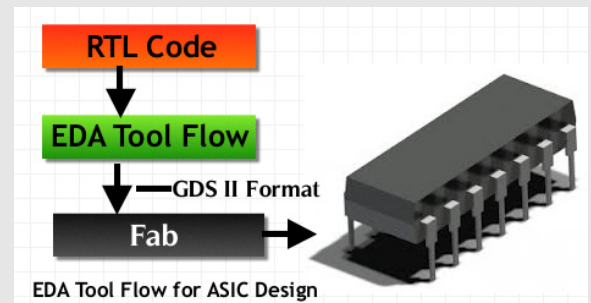 RTL Code
EDA Tool Flow
GDS II Format
Fab
EDA Tool Flow for ASIC Design